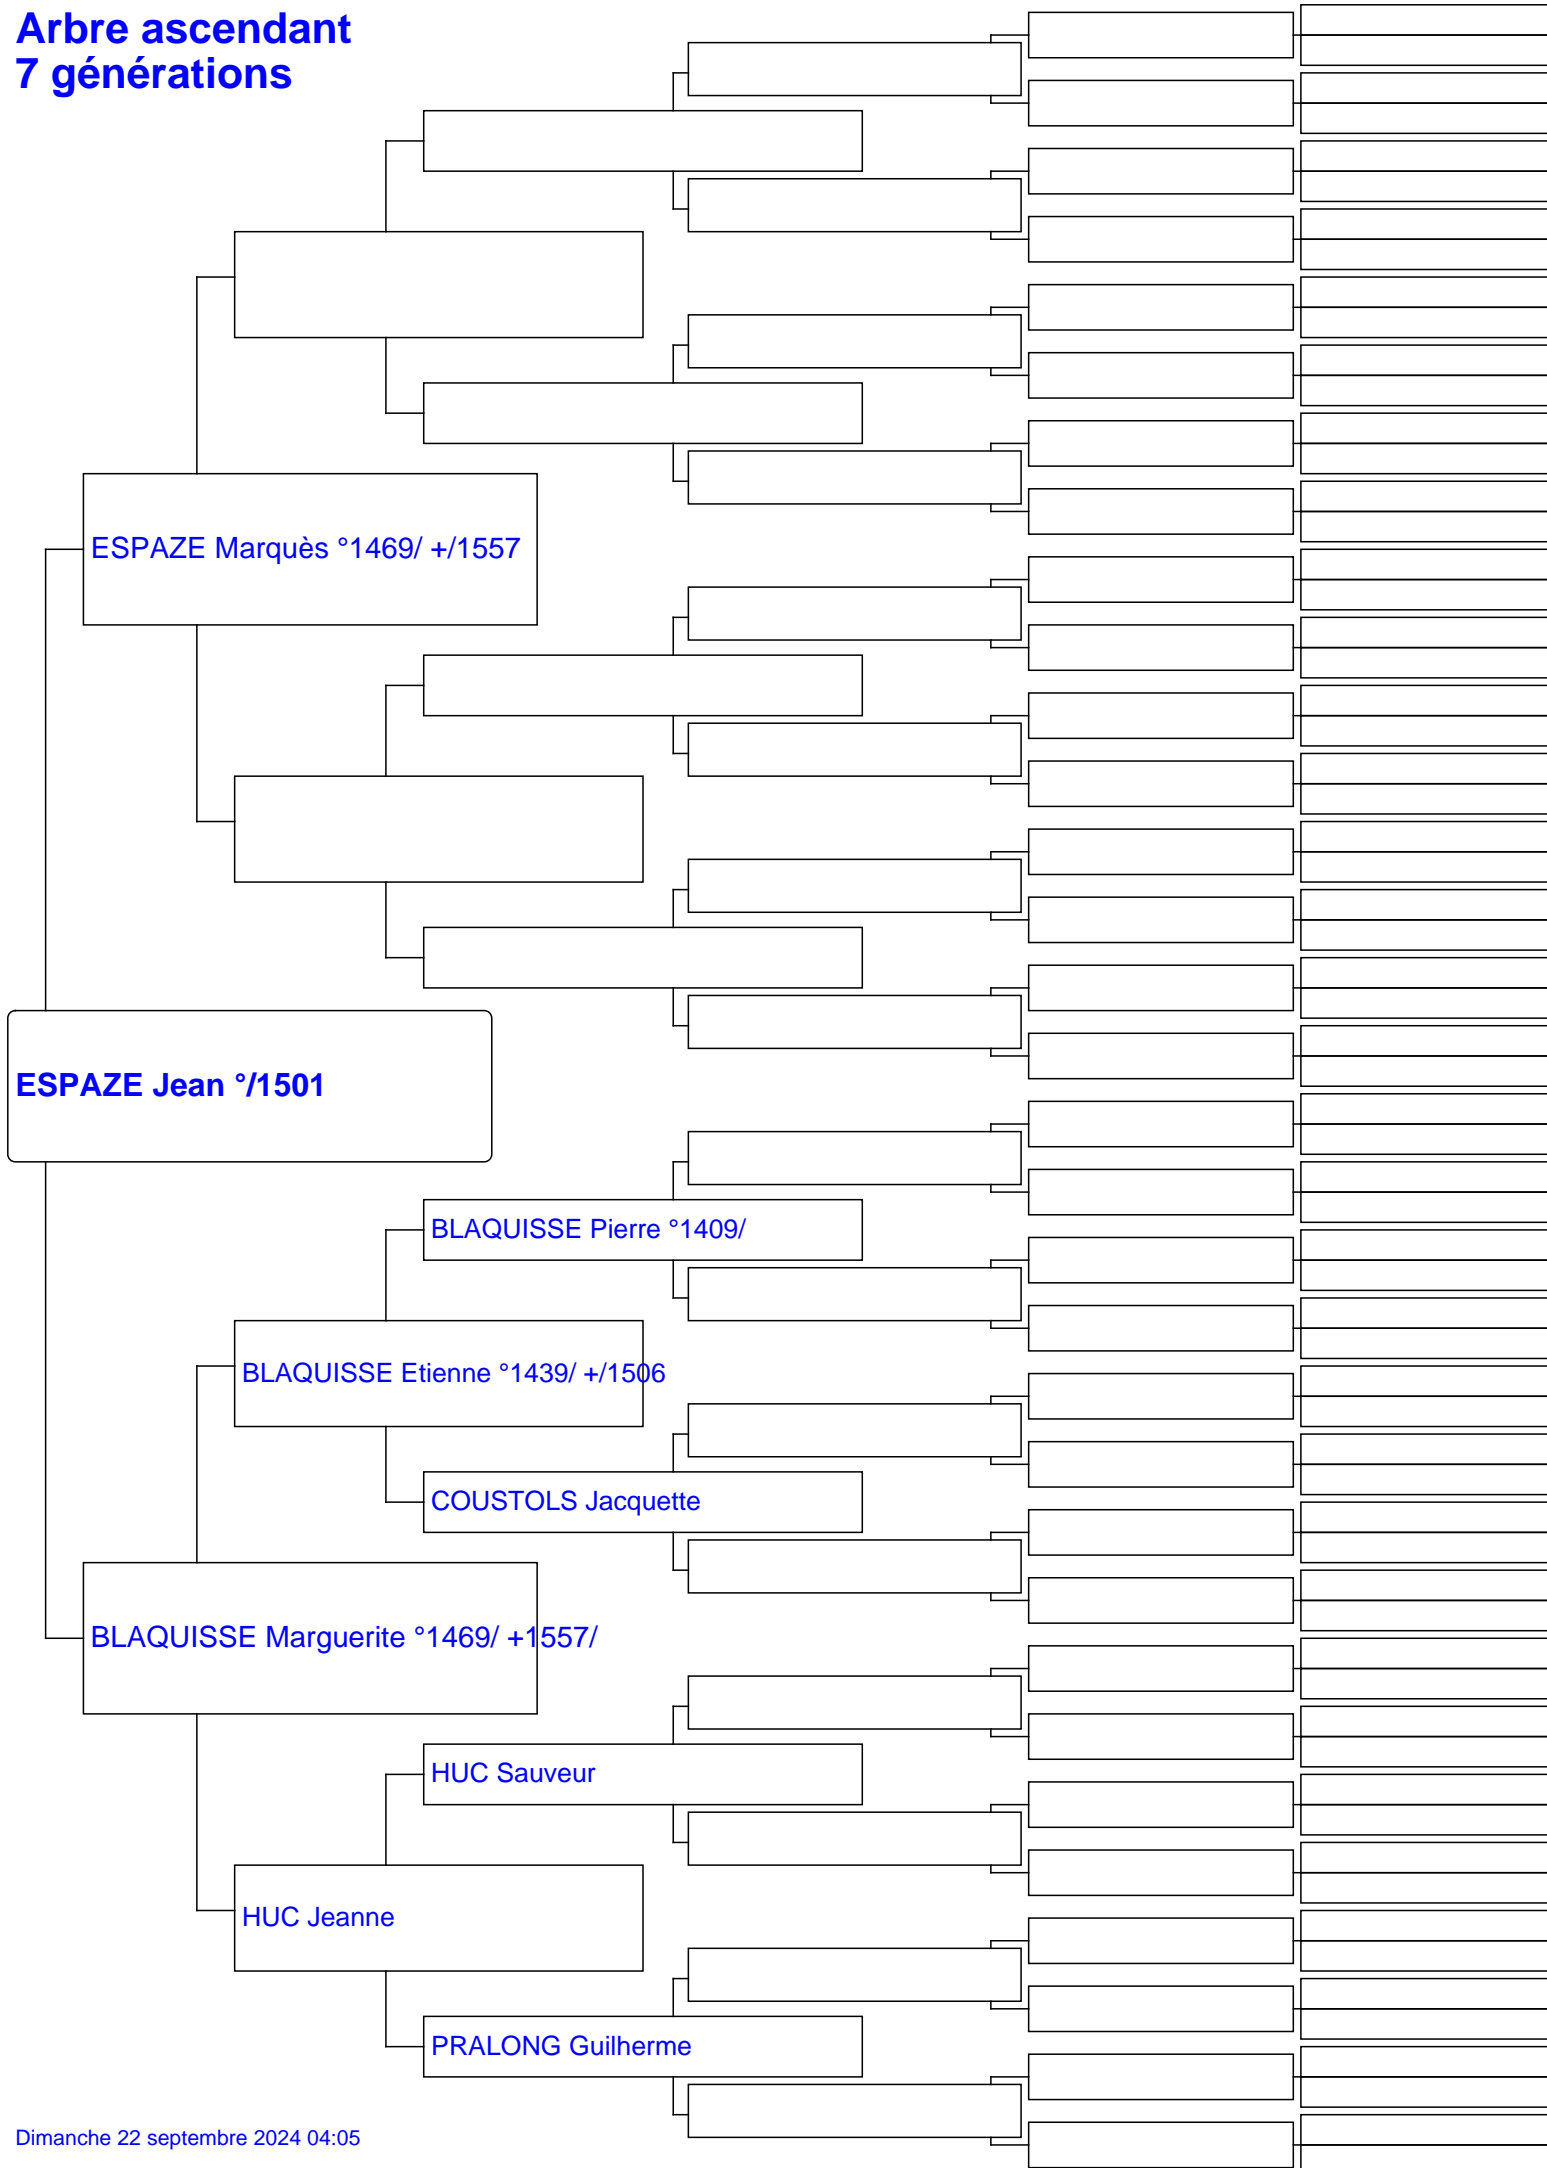 Arbre ascendant
7 générations
ESPAZE Marquès °1469/ +/1557
ESPAZE Jean °/1501
BLAQUISSE Pierre °1409/
BLAQUISSE Etienne °1439/ +/1506
COUSTOLS Jacquette
BLAQUISSE Marguerite °1469/ +1557/
HUC Sauveur
HUC Jeanne
PRALONG Guilherme
Dimanche 22 septembre 2024 04:05